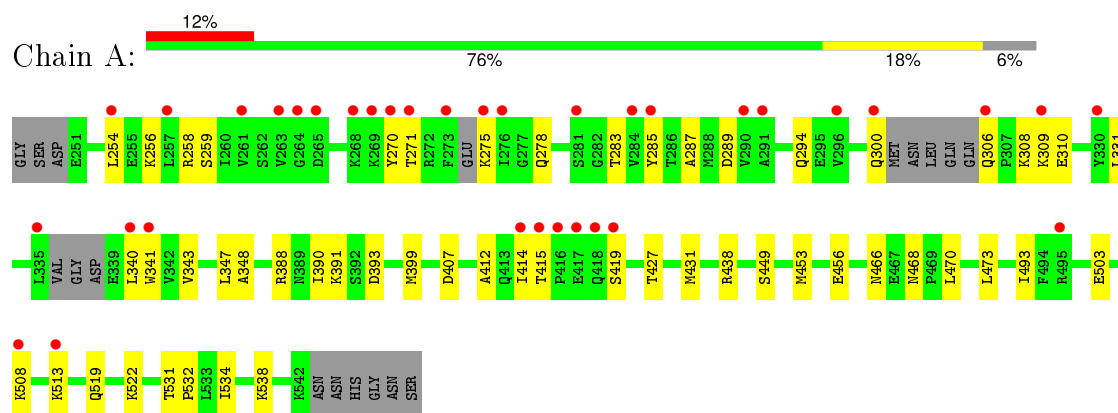 12%
Chain A:
76% 18% 6%
GLY SER ASP E251 L254 E255 K256 L257 R258 S259 I260 V261 S262 V263 G264 D265 K268 K269 Y270 T271 R272 P273 GLU K275 I276 G277 Q278 S281 G282 T283 V284 Y285 T286 A287 M288 D289 V290 A291 Q294 E295 V296 Q300 MET ASN LEU GLN GLN Q306 P307 K308 K309 E310 Y330 L331
L335 VAL GLY ASP E339 L340 W341 V342 V343 L347 A348 R388 N389 I390 K391 S392 D393 M399 D407 A412 Q413 I414 T415 P416 E417 Q418 S419 T427 M431 R438 S449 M453 E456 N466 E467 N468 P469 L470 L473 I493 F494 R495 E503
K508 K513 Q519 K522 T531 P532 L533 I534 K538 K542 ASN ASN HIS GLY ASN SER